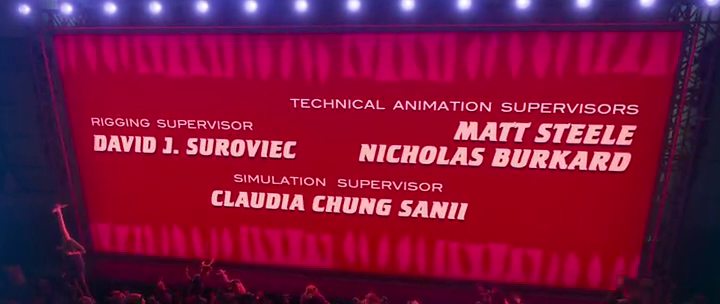 TECHNICAL ANIMATION SUPERVISORS
MATT STEELE
NICHOLAS BURKARD
RIGGING SUPERVISOR
DAVID J. SUROVIEC
SIMULATION SUPERVISOR
CLAUDIA CHUNG SANII